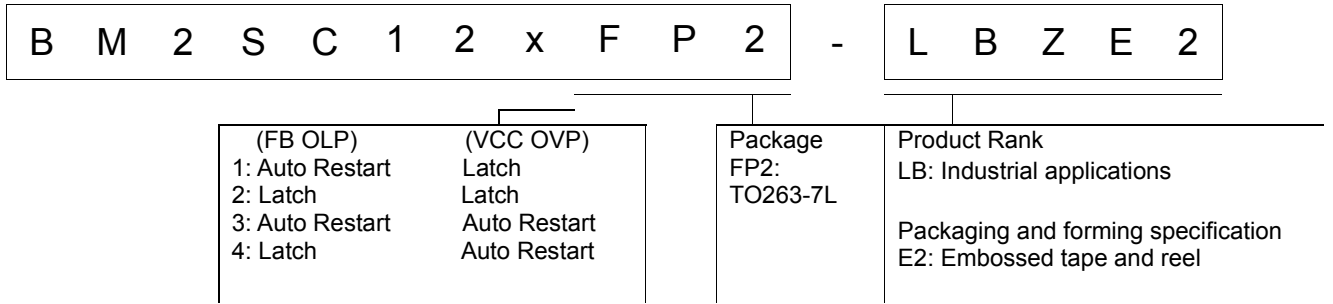 B M 2 S C 1 2 x F P 2 - L B Z E 2
(FB OLP) (VCC OVP)
1: Auto Restart Latch
2: Latch Latch
3: Auto Restart Auto Restart
4: Latch Auto Restart
Package
FP2:
TO263-7L
Product Rank
LB: Industrial applications
Packaging and forming specification
E2: Embossed tape and reel